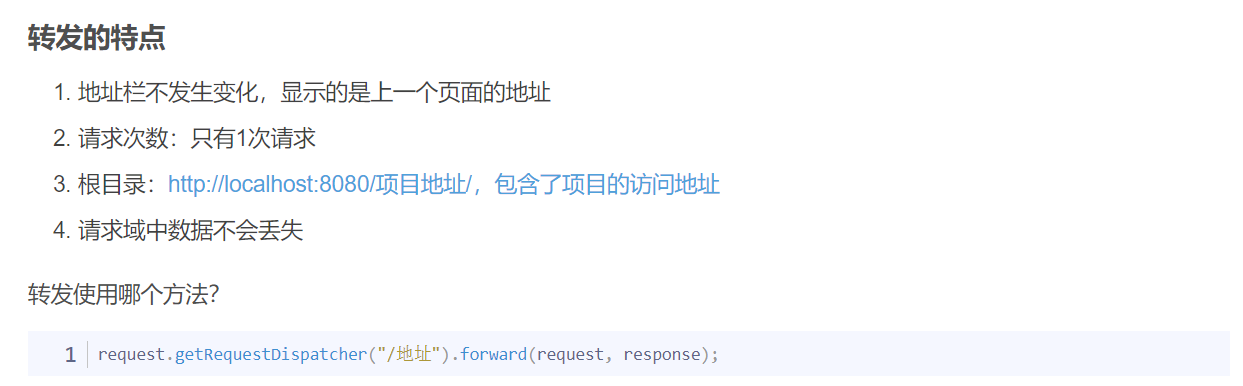 转发的特点
1. 地址栏不发生变化，显示的是上一个页面的地址
2. 请求次数：只有1次请求
3. 根目录：http://localhost:8080/项目地址/，包含了项目的访问地址
4. 请求域中数据不会丢失
转发使用哪个方法？
1 request.getRequestDispatcher("/地址").forward(request, response);